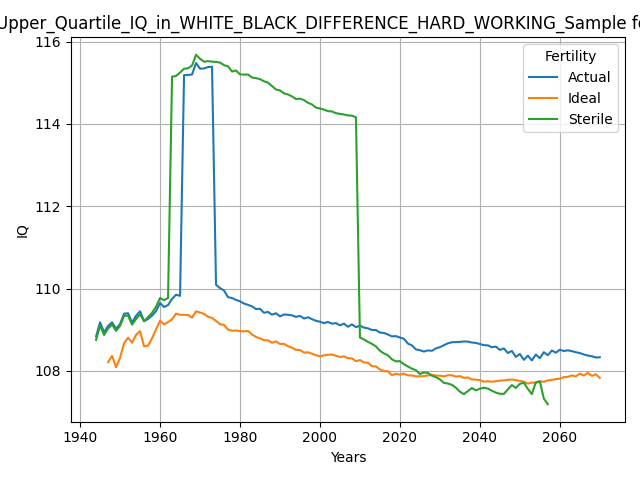 Upper_Quartile_IQ_in_WHITE_BLACK_DIFFERENCE_HARD_WORKING_Sample fo
116
114
112
110
108
IQ
1940
1960
1980
2000
2020
2040
2060
Years
Fertility
Actual
Ideal
Sterile